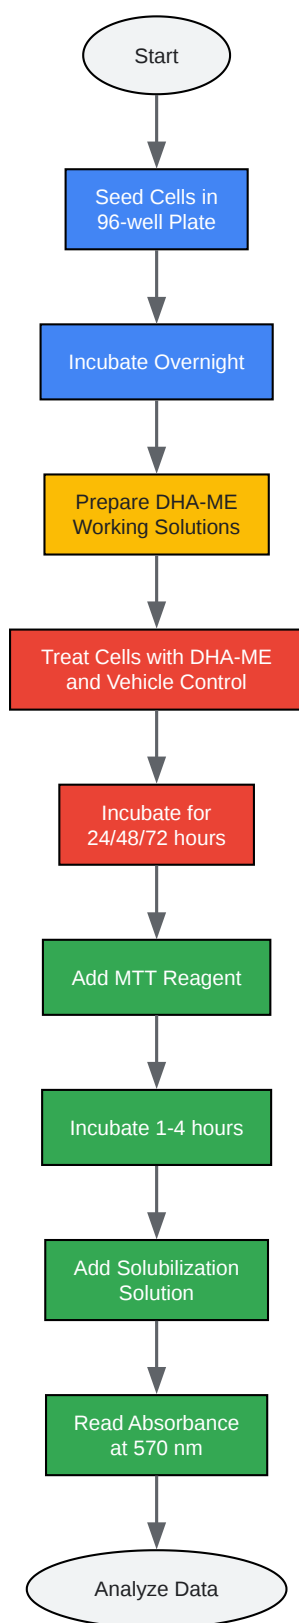 Start
Seed Cells in
96-well Plate
Incubate Overnight
Prepare DHA-ME
Working Solutions
Treat Cells with DHA-ME
and Vehicle Control
Incubate for
24/48/72 hours
Add MTT Reagent
Incubate 1-4 hours
Add Solubilization
Solution
Read Absorbance
at 570 nm
Analyze Data